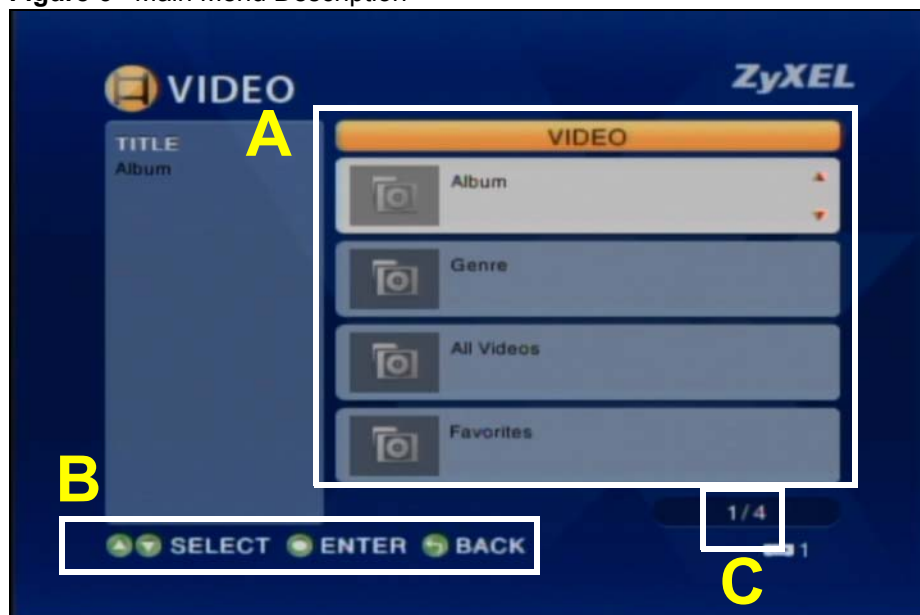 Figure Main Menu Description
VIDEO
ZyXEL
A
TITLE
Album
VIDEO
Album
Genre
All Videos
Favorites
B
1/4
SELECT ENTER BACK
1
C